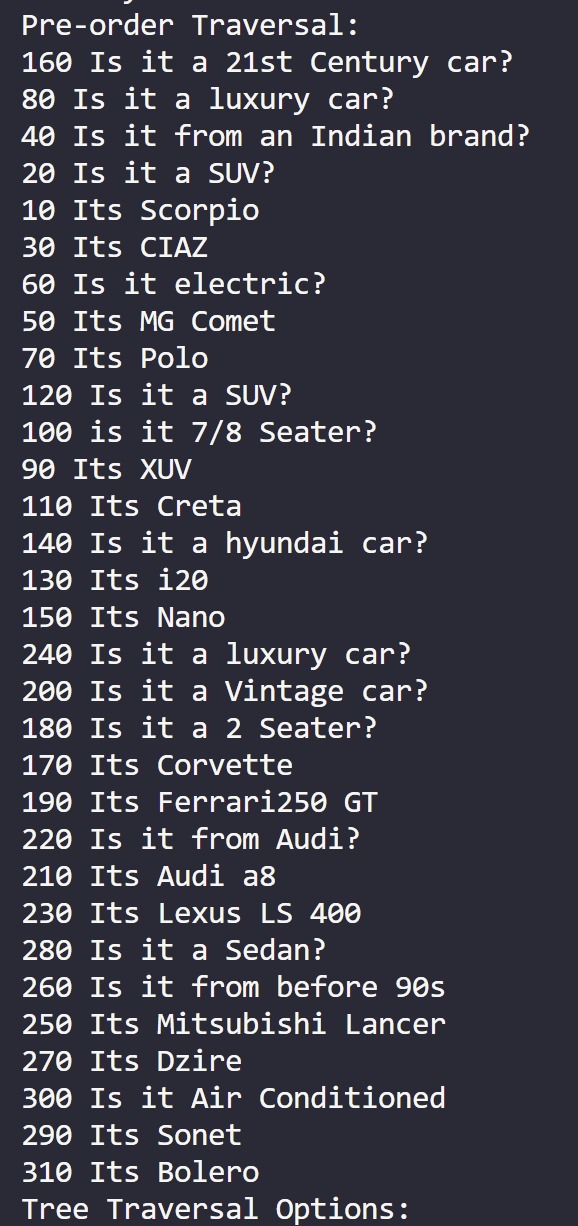 Pre-order Traversal:
160 Is it a 21st Century car?
80 Is it a luxury car?
40 Is it from an Indian brand?
20 Is it a SUV?
10 Its Scorpio
30 Its CIAZ
60 Is it electric?
50 Its MG Comet
70 Its Polo
120 Is it a SUV?
100 is it 7/8 Seater?
90 Its XUV
110 Its Creta
140 Is it a hyundai car?
130 Its i20
150 Its Nano
240 Is it a luxury car?
200 Is it a Vintage car?
180 Is it a 2 Seater?
170 Its Corvette
190 Its Ferrari250 GT
220 Is it from Audi?
210 Its Audi a8
230 Its Lexus LS 400
280 Is it a Sedan?
260 Is it from before 90s
250 Its Mitsubishi Lancer
270 Its Dzire
300 Is it Air Conditioned
290 Its Sonet
310 Its Bolero
Tree Traversal Options: